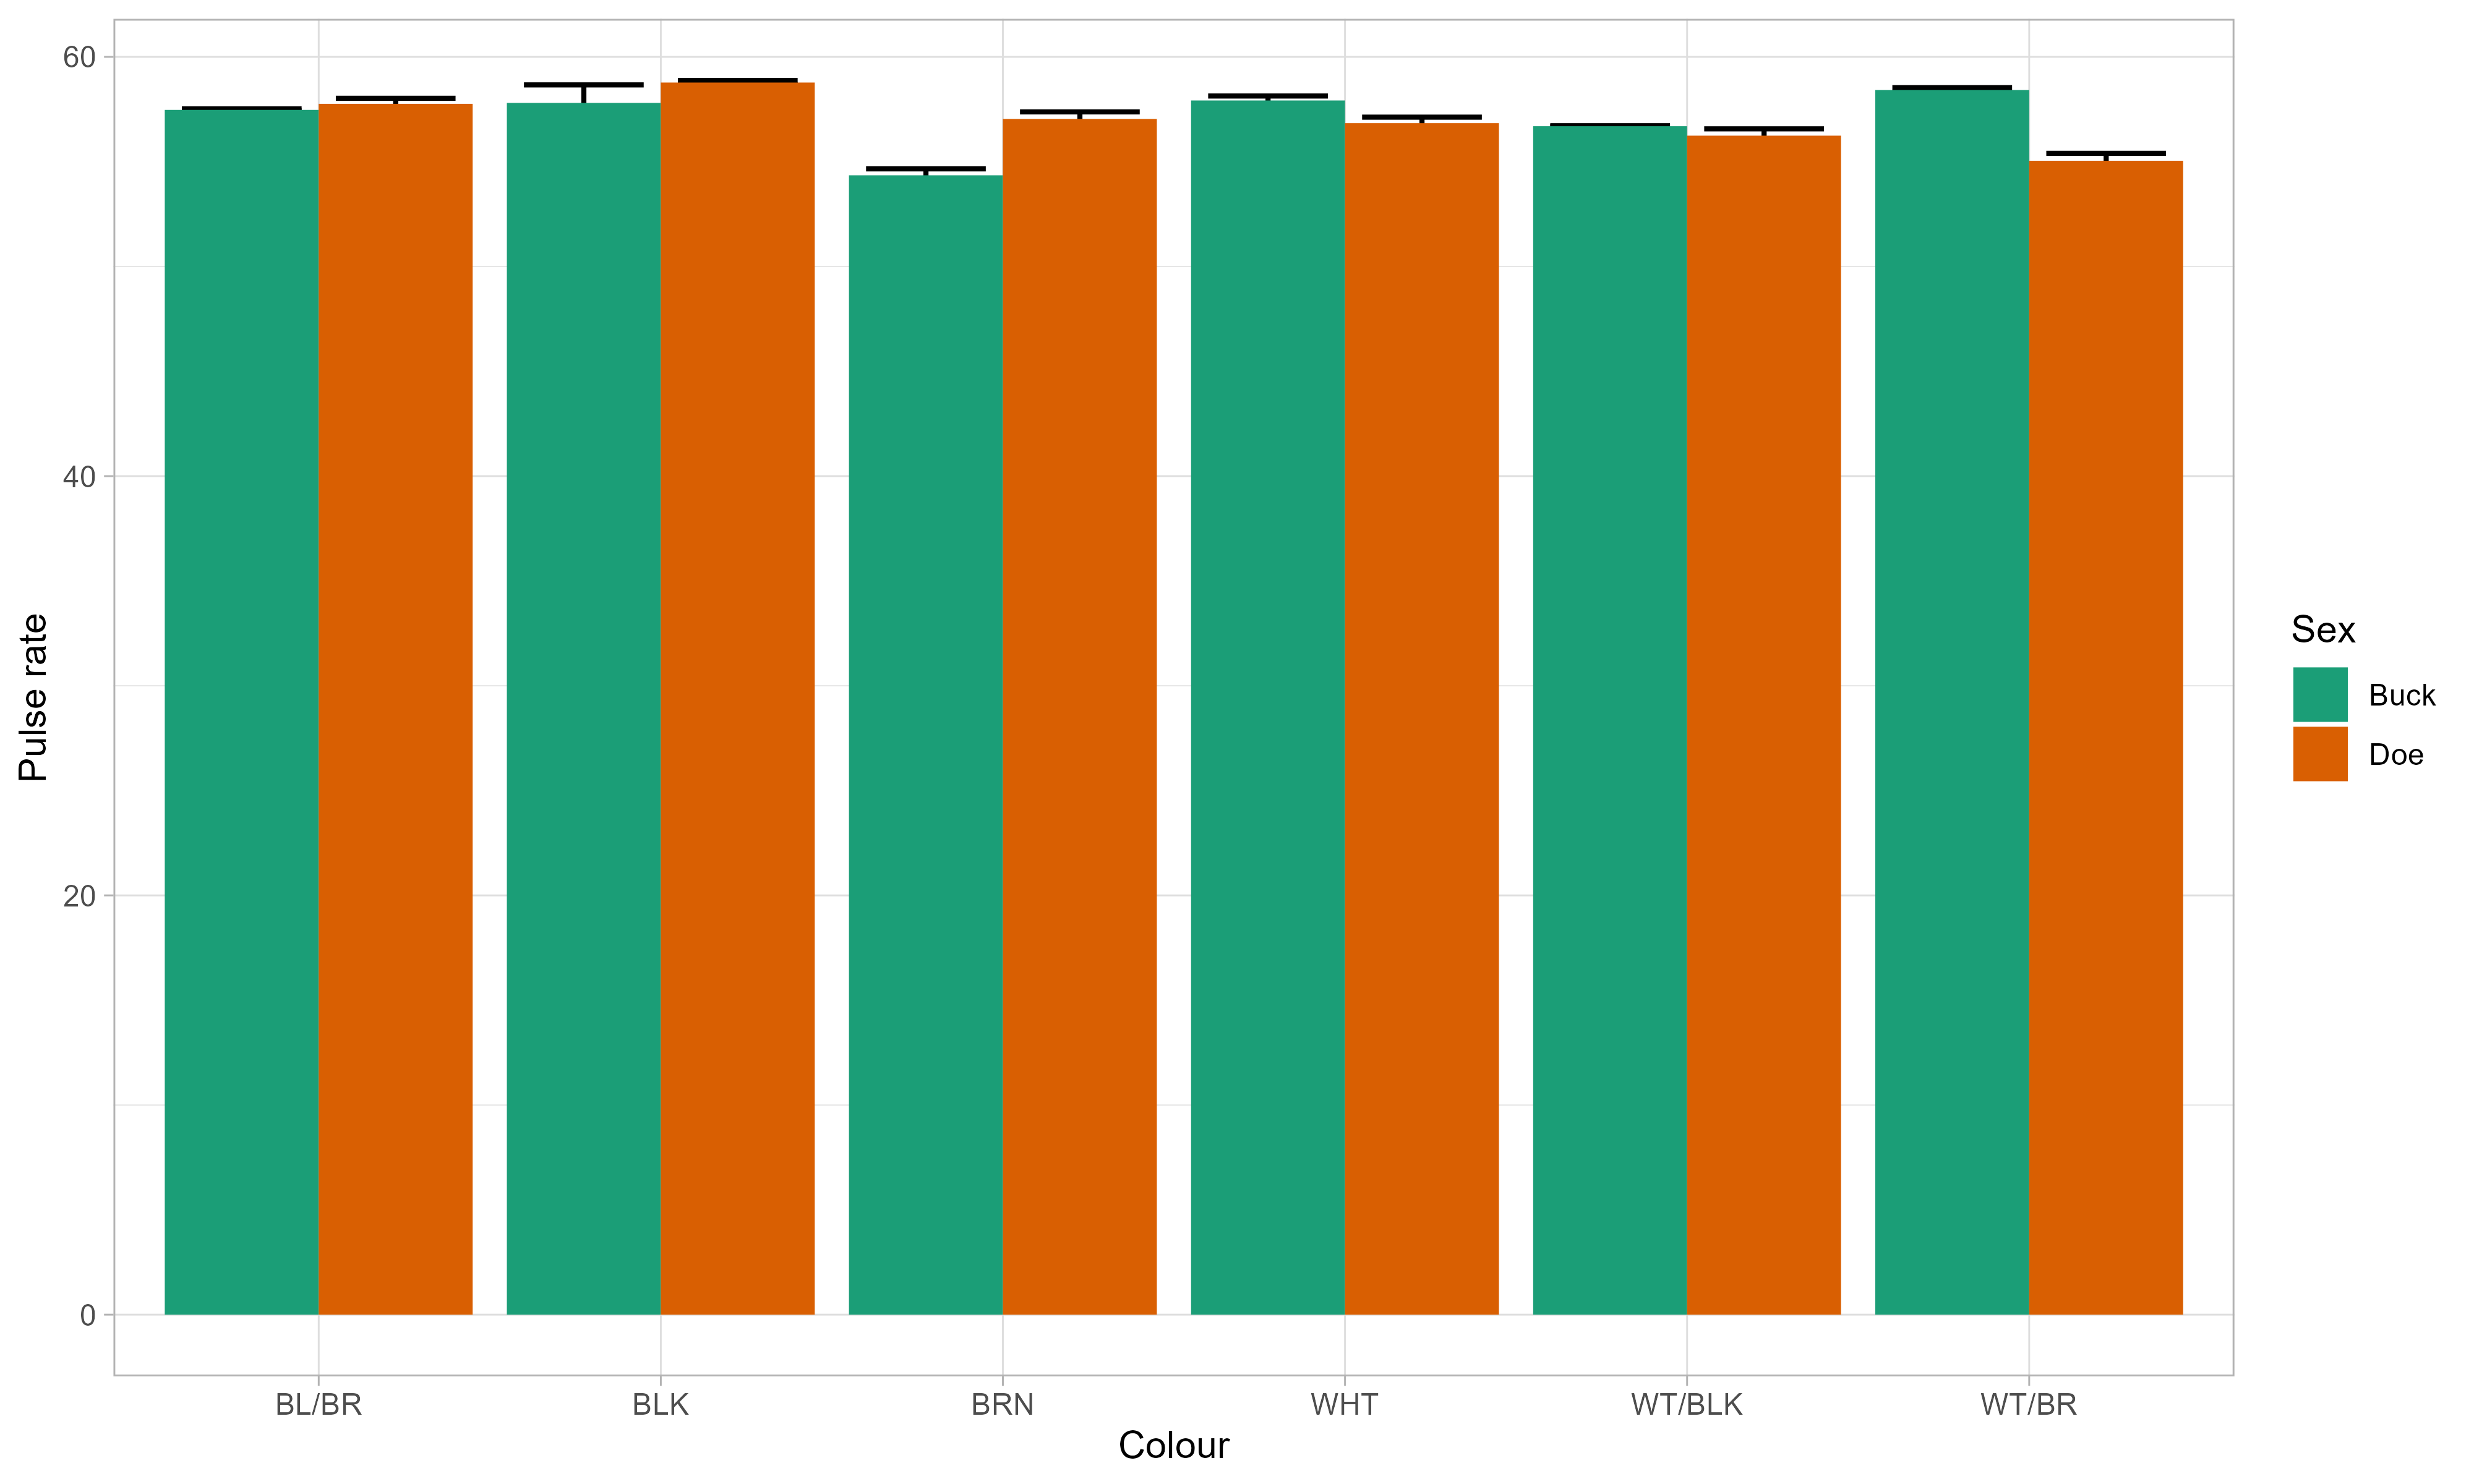 60
40
20
0
Pulse rate
BL/BR
BLK
BRN
WHT
WT/BLK
WT/BR
Colour
Sex
Buck
Doe